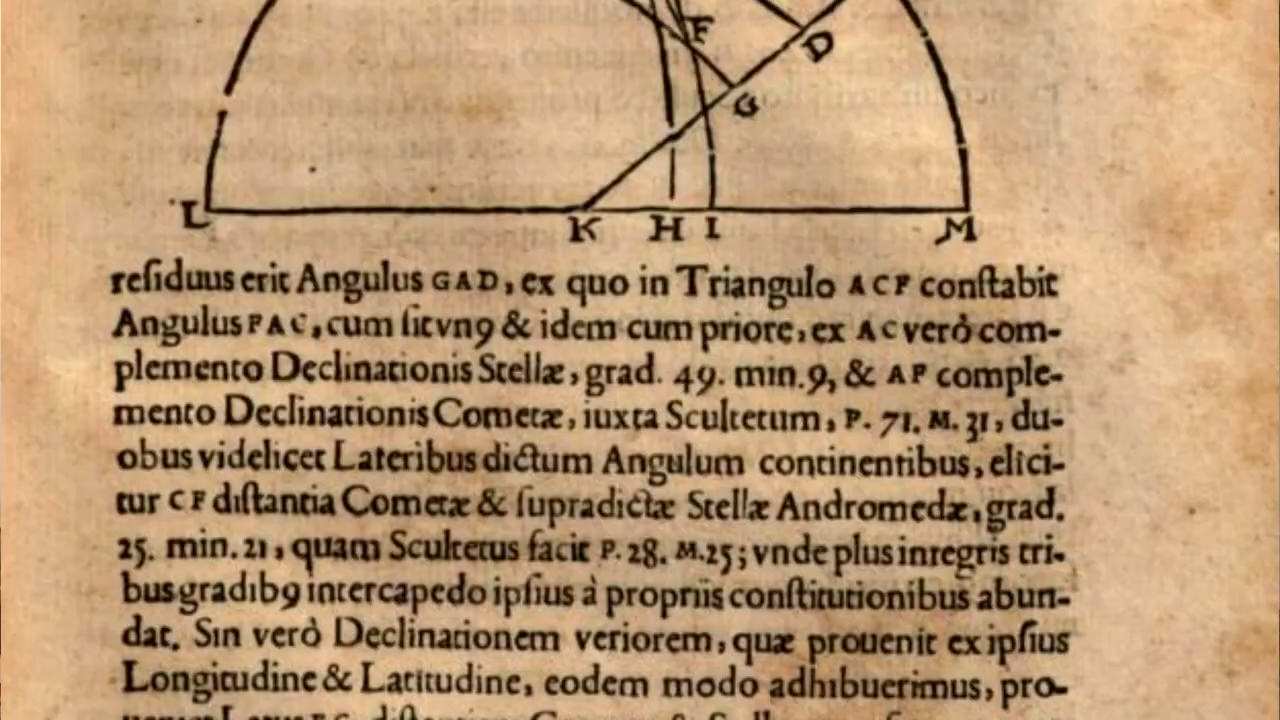 F
D
G
L K H I M
reſiduus erit Angulus GAD, ex quo in Triangulo ACF conſtabit
Angulus FAC, cum ſit vnꝰ & idem cum priore, ex AC verò com-
plemento Declinationis Stellæ, grad. 49. min. 9, & AF comple-
mento Declinationis Cometæ, iuxta Scultetum, P. 71. M. 31, du-
obus videlicet Lateribus dictum Angulum continentibus, elici-
tur CF diſtantia Cometæ & ſupradictæ Stellæ Andromedæ, grad.
25. min. 21, quam Scultetus facit P. 28. M. 25; vnde plus integris tri-
bus gradibꝰ intercapedo ipſius à propriis conſtitutionibus abun-
dat. Sin verò Declinationem veriorem, quæ prouenit ex ipſius
Longitudine & Latitudine, eodem modo adhibuerimus, pro-